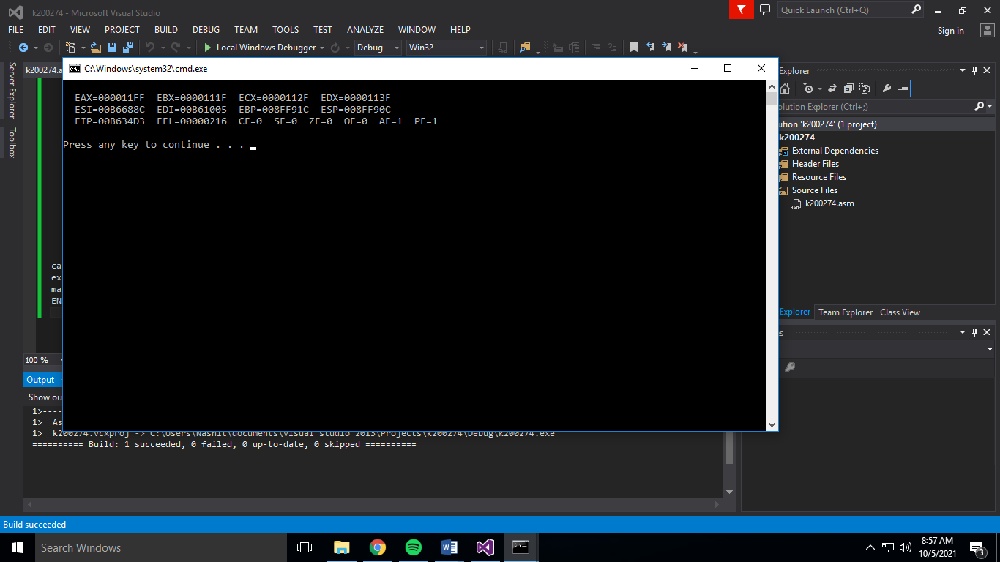 k200274 - Microsoft Visual Studio
Quick Launch (Ctrl+Q)
FILE EDIT VIEW PROJECT BUILD DEBUG TEAM TOOLS TEST ANALYZE WINDOW HELP
Sign in
Local Windows Debugger Debug Win32
Server Explorer
Toolbox
k200274.a
C:\Windows\system32\cmd.exe
EAX=000011FF EBX=0000111F ECX=0000112F EDX=0000113F
ESI=00B6688C EDI=00B61005 EBP=008FF91C ESP=008FF90C
EIP=00B634D3 EFL=00000216 CF=0 SF=0 ZF=0 OF=0 AF=1 PF=1
Press any key to continue . . .
ca
ex
ma
EN
100 %
Explorer
olution Explorer (Ctrl+;)
ution 'k200274' (1 project)
k200274
External Dependencies
Header Files
Resource Files
Source Files
k200274.asm
Explorer Team Explorer Class View
es
Output
Show ou
1>----
1> As
1> k200274.vcxproj -> C:\Users\Nashit\documents\visual studio 2013\Projects\k200274\Debug\k200274.exe
========== Build: 1 succeeded, 0 failed, 0 up-to-date, 0 skipped ==========
Build succeeded
Search Windows
8:57 AM
10/5/2021
3